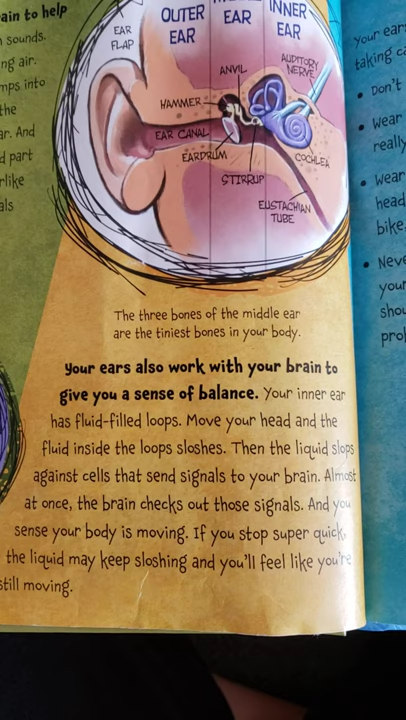 ain to help
sounds.
ng air.
mps into
the
ar. And
d part
rlike
als
OUTER
EAR
EAR
INNER
EAR
EAR
FLAP
ANVIL
AUDITORY
NERVE
HAMMER
EAR CANAL
EARDRUM
COCHLEA
STIRRUP
EUSTACHIAN
TUBE
The three bones of the middle ear
are the tiniest bones in your body.
Your ears also work with your brain to
give you a sense of balance. Your inner ear
has fluid-filled loops. Move your head and the
fluid inside the loops sloshes. Then the liquid slops
against cells that send signals to your brain. Almost
at once, the brain checks out those signals. And you
sense your body is moving. If you stop super quick,
the liquid may keep sloshing and you'll feel like you're
still moving.
Your ears
taking ca
• Don't
• Wear
really
• Wear
head
bike
• Neve
your
shou
prob